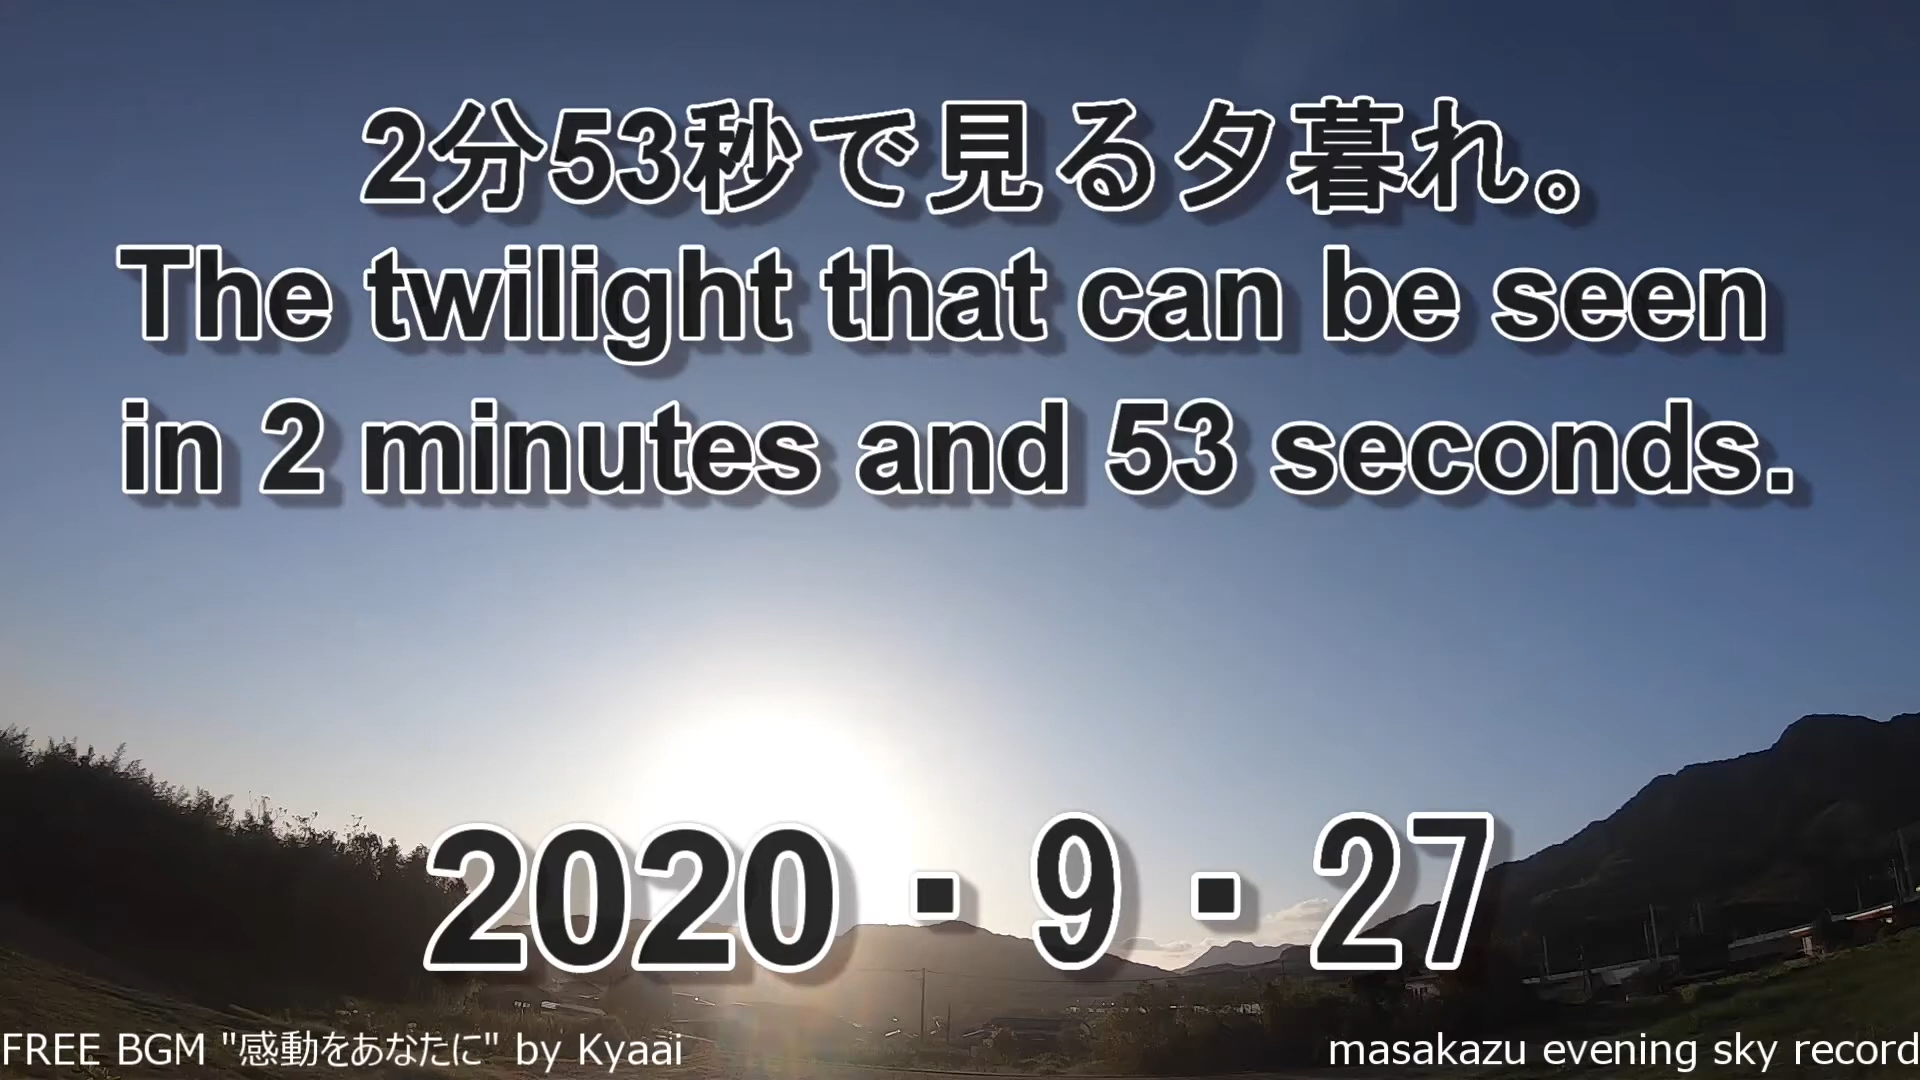 2分53秒で見る夕暮れ。
The twilight that can be seen
in 2 minutes and 53 seconds.
2020・9・27
FREE BGM "感動をあなたに" by Kyaai
masakazu evening sky record